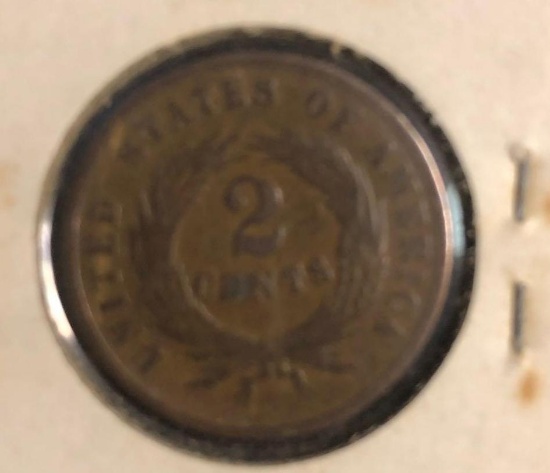 UNITED STATES OF AMERICA
2
CENTS